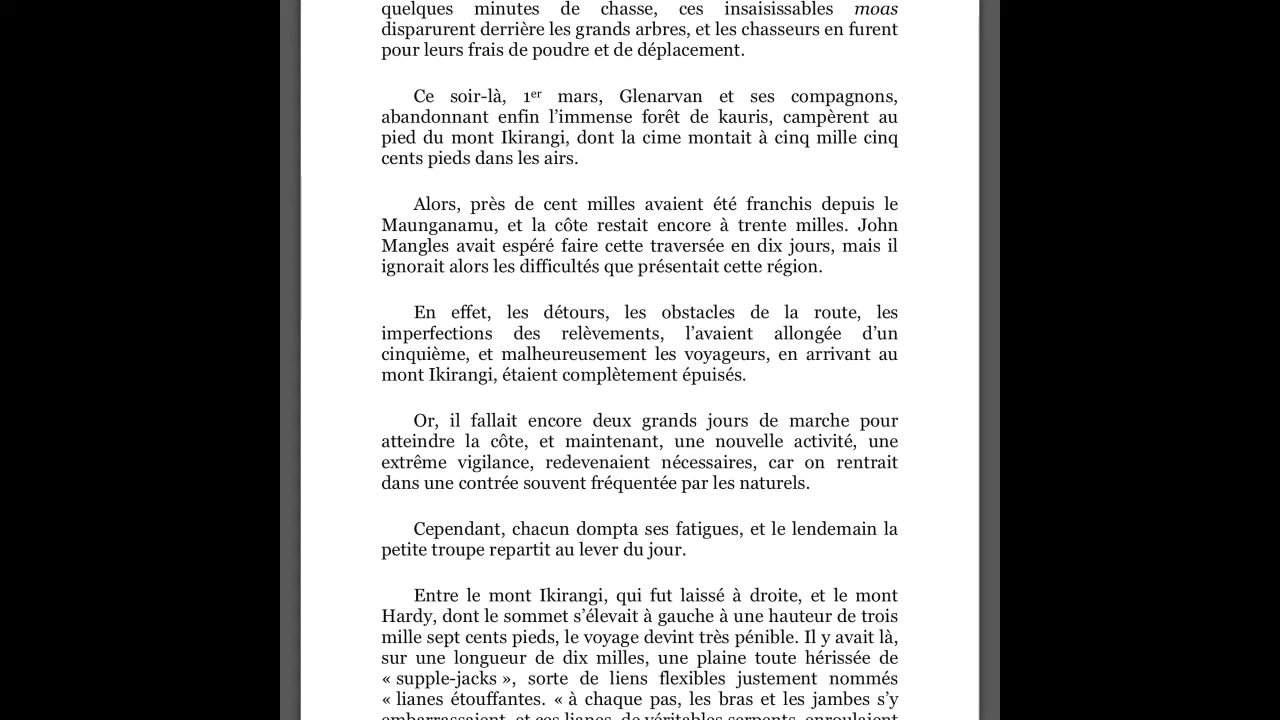 quelques minutes de chasse, ces insaisissables moas
disparurent derrière les grands arbres, et les chasseurs en furent
pour leurs frais de poudre et de déplacement.
Ce soir-là, 1er mars, Glenarvan et ses compagnons,
abandonnant enfin l’immense forêt de kauris, campèrent au
pied du mont Ikirangi, dont la cime montait à cinq mille cinq
cents pieds dans les airs.
Alors, près de cent milles avaient été franchis depuis le
Maunganamu, et la côte restait encore à trente milles. John
Mangles avait espéré faire cette traversée en dix jours, mais il
ignorait alors les difficultés que présentait cette région.
En effet, les détours, les obstacles de la route, les
imperfections des relèvements, l’avaient allongée d’un
cinquième, et malheureusement les voyageurs, en arrivant au
mont Ikirangi, étaient complètement épuisés.
Or, il fallait encore deux grands jours de marche pour
atteindre la côte, et maintenant, une nouvelle activité, une
extrême vigilance, redevenaient nécessaires, car on rentrait
dans une contrée souvent fréquentée par les naturels.
Cependant, chacun dompta ses fatigues, et le lendemain la
petite troupe repartit au lever du jour.
Entre le mont Ikirangi, qui fut laissé à droite, et le mont
Hardy, dont le sommet s’élevait à gauche à une hauteur de trois
mille sept cents pieds, le voyage devint très pénible. Il y avait là,
sur une longueur de dix milles, une plaine toute hérissée de
« supple-jacks », sorte de liens flexibles justement nommés
« lianes étouffantes. « à chaque pas, les bras et les jambes s’y
embarrassaient, et ces lianes, de véritables serpents, enroulaient